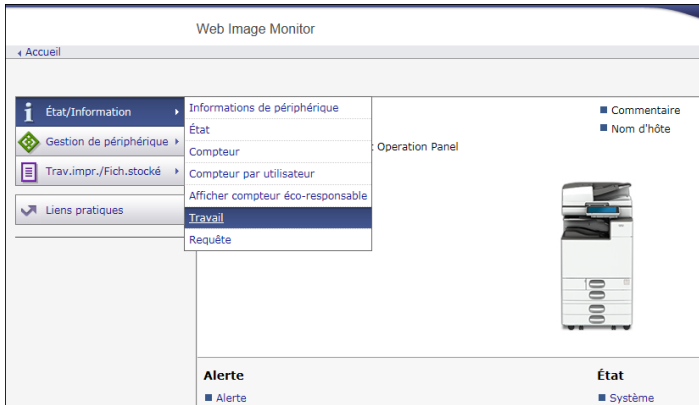 Web Image Monitor
Accueil
État/Information
Gestion de périphérique
Trav.impr./Fich.stocké
Liens pratiques
Informations de périphérique
État
Compteur
Compteur par utilisateur
Afficher compteur éco-responsable
Travail
Requête
: Operation Panel
Commentaire
Nom d'hôte
Alerte
Alerte
État
Système